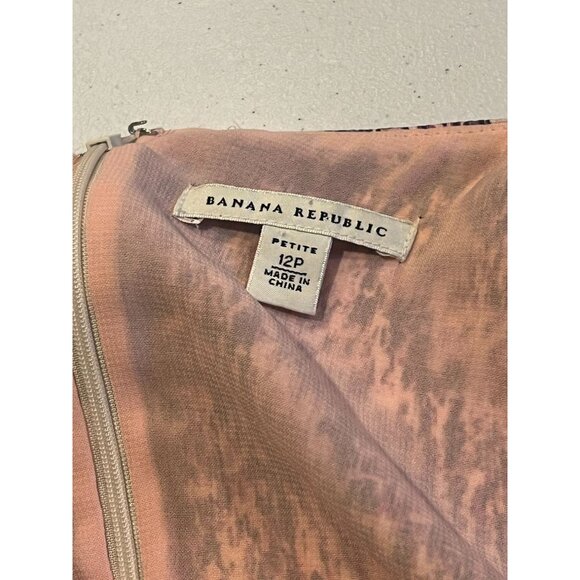 BANANA REPUBLIC
PETITE
12P
MADE IN
CHINA